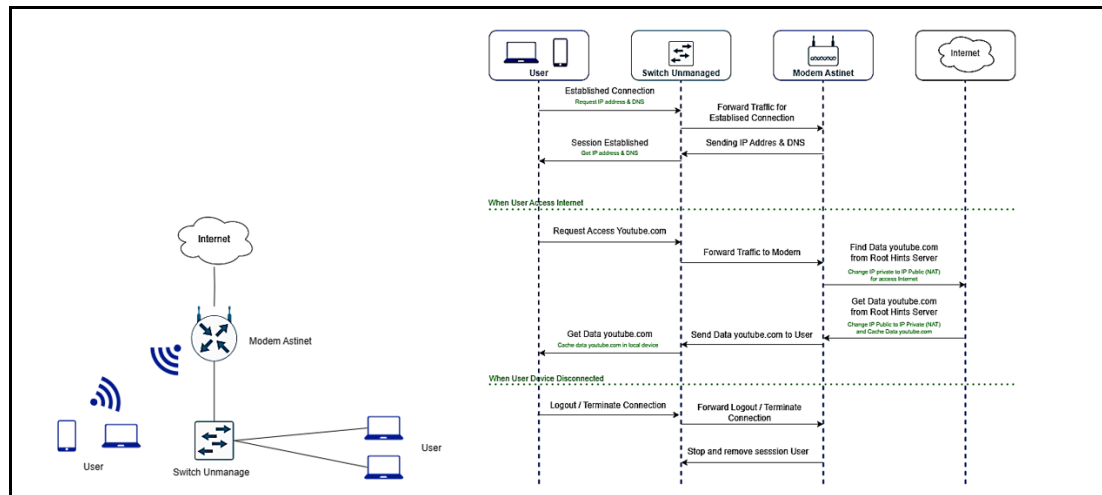 Internet
Modem Astinet
User
Switch Unmanage
User
User
Switch Unmanaged
Modem Astinet
Internet
Established Connection
Request IP address & DNS
Forward Traffic for
Establised Connection
Session Established
Get IP address & DNS
Sending IP Addres & DNS
When User Access Internet
Request Access Youtube.com
Forward Traffic to Modem
Find Data youtube.com
from Root Hints Server
Change IP private to IP Public (NAT)
for access Internet
Get Data youtube.com
from Root Hints Server
Change IP Public to IP Private (NAT)
and Cache Data youtube.com
Send Data youtube.com to User
Get Data youtube.com
Cache data youtube.com in local device
When User Device Disconnected
Logout / Terminate Connection
Forward Logout / Terminate
Connection
Stop and remove sesssion User